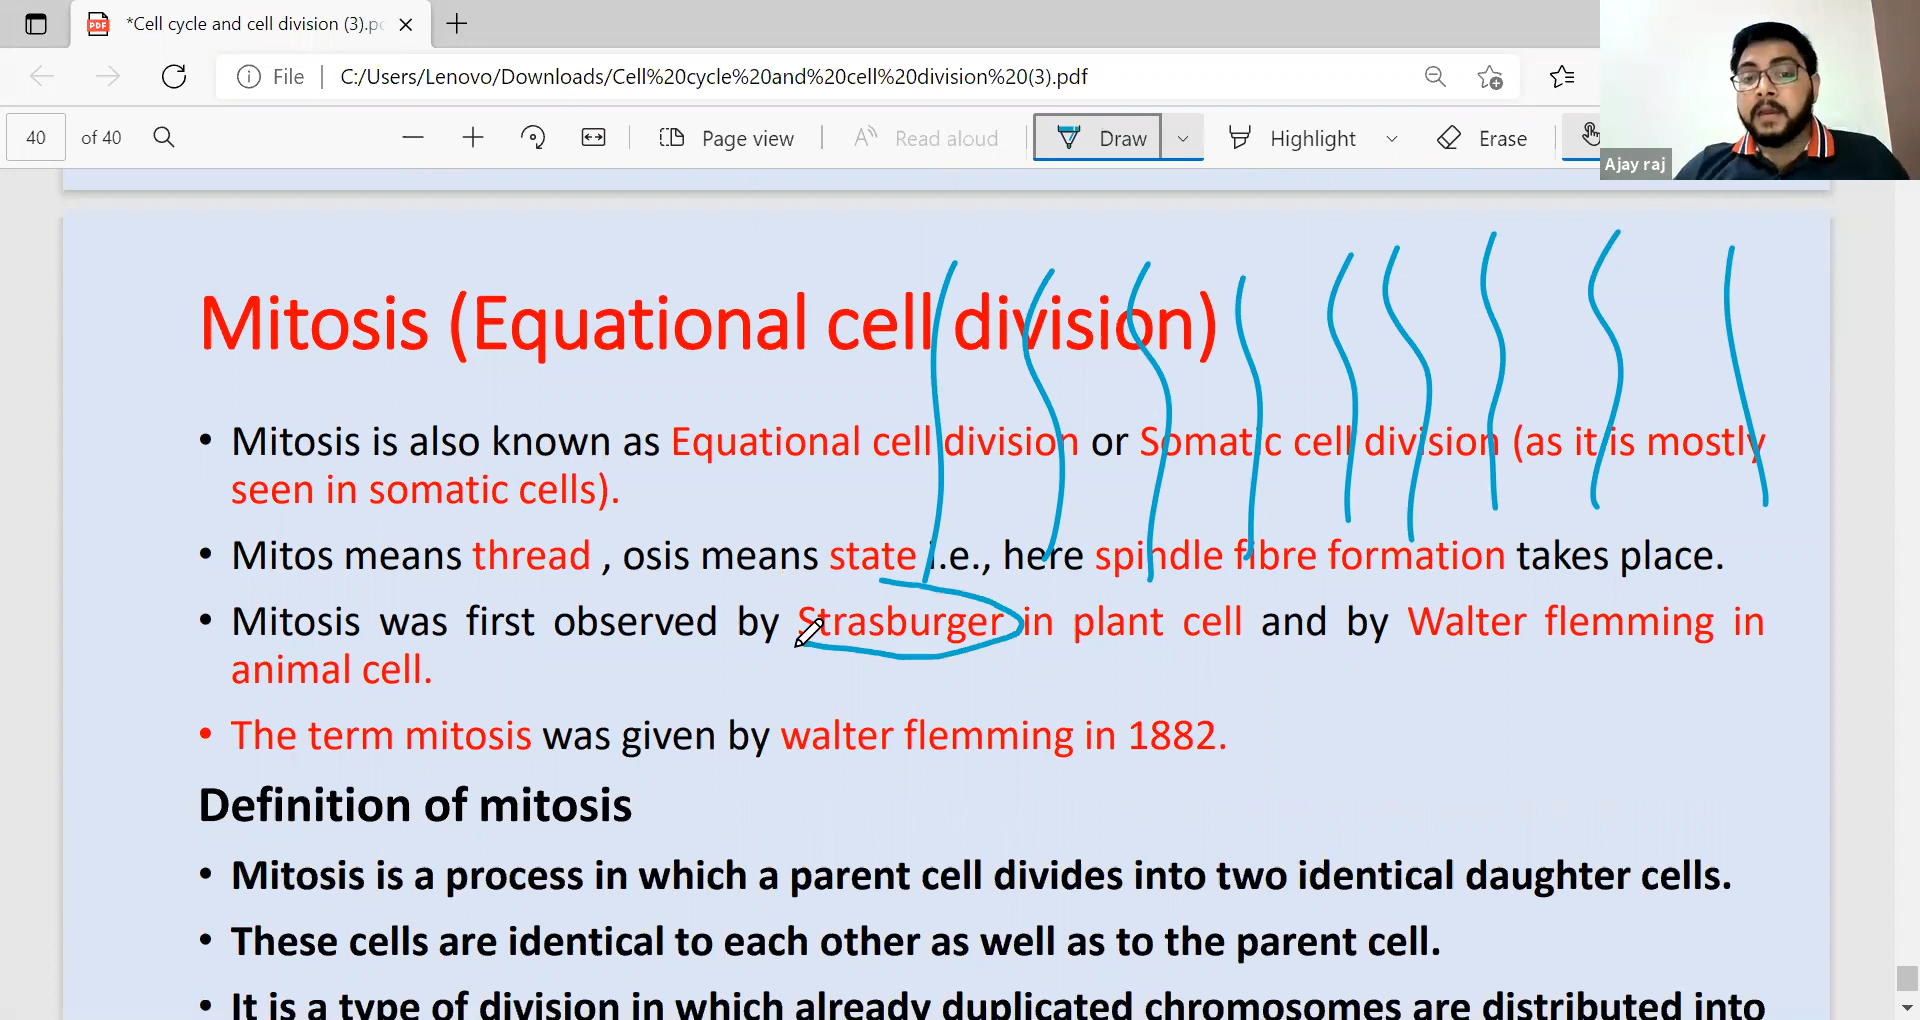 *Cell cycle and cell division (3).p
File
C:/Users/Lenovo/Downloads/Cell%20cycle%20and%20cell%20division%20(3).pdf
40 of 40
Page view
Read aloud
Draw
Highlight
Erase
Ajay raj
Mitosis (Equational cell division)
• Mitosis is also known as Equational cell division or Somatic cell division (as it is mostly
seen in somatic cells).
• Mitos means thread , osis means state i.e., here spindle fibre formation takes place.
• Mitosis was first observed by Strasburger in plant cell and by Walter flemming in
animal cell.
• The term mitosis was given by walter flemming in 1882.
Definition of mitosis
• Mitosis is a process in which a parent cell divides into two identical daughter cells.
• These cells are identical to each other as well as to the parent cell.
• It is a type of division in which already duplicated chromosomes are distributed into